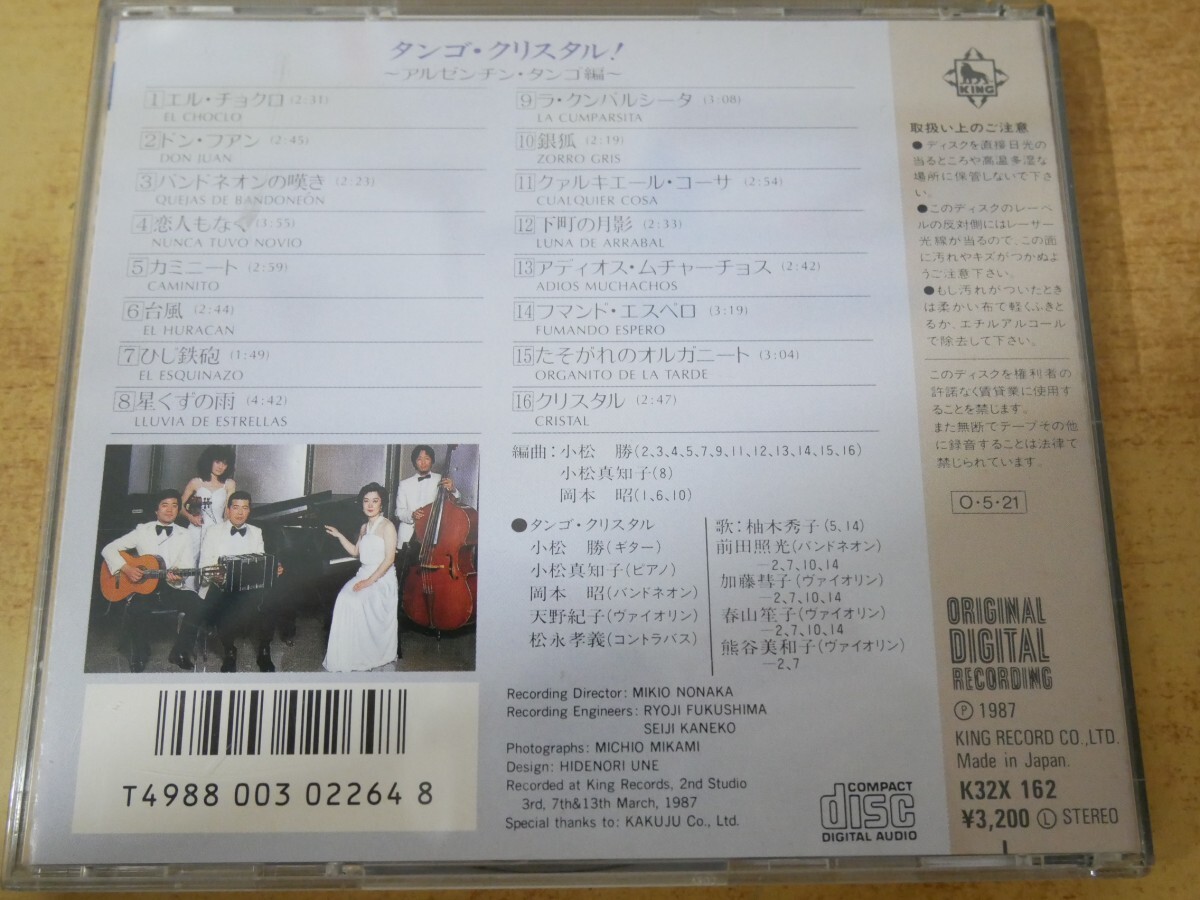 タンゴ・クリスタル!
〜アルゼンチン・タンゴ編〜
1 エル・チョクロ (2:41)
EL CHOCLO
2 ドン・フアン (2:45)
DON JUAN
3 バンドネオンの嘆き (2:23)
QUEJAS DE BANDONEÓN
4 恋人もなく (3:55)
NUNCA TUVO NOVIO
5 カミニート (2:59)
CAMINITO
6 台風 (2:44)
EL HURACAN
7 ひじ鉄砲 (1:49)
EL ESQUINAZO
8 星くずの雨 (4:42)
LLUVIA DE ESTRELLAS
9 ラ・クンパルシータ (3:08)
LA CUMPARSITA
10 銀狐 (2:19)
ZORRO GRIS
11 クァルキエール・コーサ (2:54)
CUALQUIER COSA
12 下町の月影 (2:33)
LUNA DE ARRABAL
13 アディオス・ムチャーチョス (2:42)
ADIOS MUCHACHOS
14 フマンド・エスペロ (3:19)
FUMANDO ESPERO
15 たそがれのオルガニート (3:04)
ORGANITO DE LA TARDE
16 クリスタル (2:47)
CRISTAL
編曲:小松 勝(2、3、4、5、7、9、11、12、13、14、15、16)
小松真知子(8)
岡本 昭(1、6、10)
●タンゴ・クリスタル
小松 勝(ギター)
小松真知子(ピアノ)
岡本 昭(バンドネオン)
天野紀子(ヴァイオリン)
松永孝義(コントラバス)
歌:柚木秀子(5、14)
前田照光(バンドネオン)
—2、7、10、14
加藤彗子(ヴァイオリン)
—2、7、10、14
春山笙子(ヴァイオリン)
—2、7、10、14
熊谷美和子(ヴァイオリン)
—2、7
Recording Director: MIKIO NONAKA
Recording Engineers: RYOJI FUKUSHIMA
SEIJI KANEKO
Photographs: MICHIO MIKAMI
Design: HIDENORI UNE
Recorded at King Records, 2nd Studio
3rd, 7th&13th March, 1987
Special thanks to: KAKUJU Co., Ltd.
COMPACT
disc
DIGITAL AUDIO
T4988 003 02264 8
KING
取扱い上のご注意
●ディスクを直接日光の
当るところや高温多湿な
場所に保管しないで下さ
い。
●このディスクのレーベ
ルの反対側にはレーザー
光線が当るので、この面
に汚れやキズがつかぬよ
うご注意下さい。
●もし汚れがついたとき
は柔かい布で軽くふきと
るか、エチルアルコール
で除去して下さい。
このディスクを権利者の
許諾なく賃貸業に使用す
ることを禁じます。
また無断でテープその他
に録音することは法律で
禁じられています。
O・5・21
ORIGINAL
DIGITAL
RECORDING
Ⓟ 1987
KING RECORD CO.,LTD.
Made in Japan.
K32X 162
¥3,200 Ⓛ STEREO